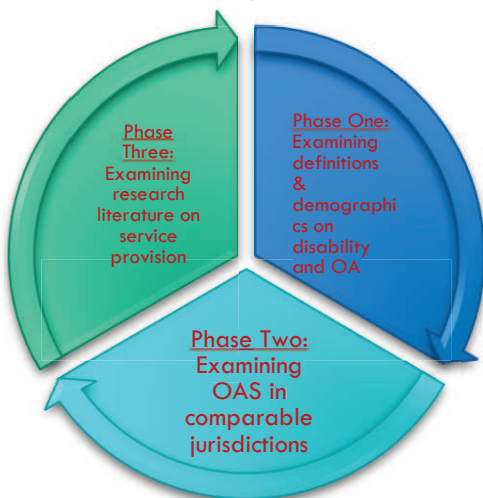 Phase One:
Examining
definitions
&
demographi
cs on
disability
and OA
Phase Two:
Examining
OAS in
comparable
jurisdictions
Phase
Three:
Examining
research
literature on
service
provision